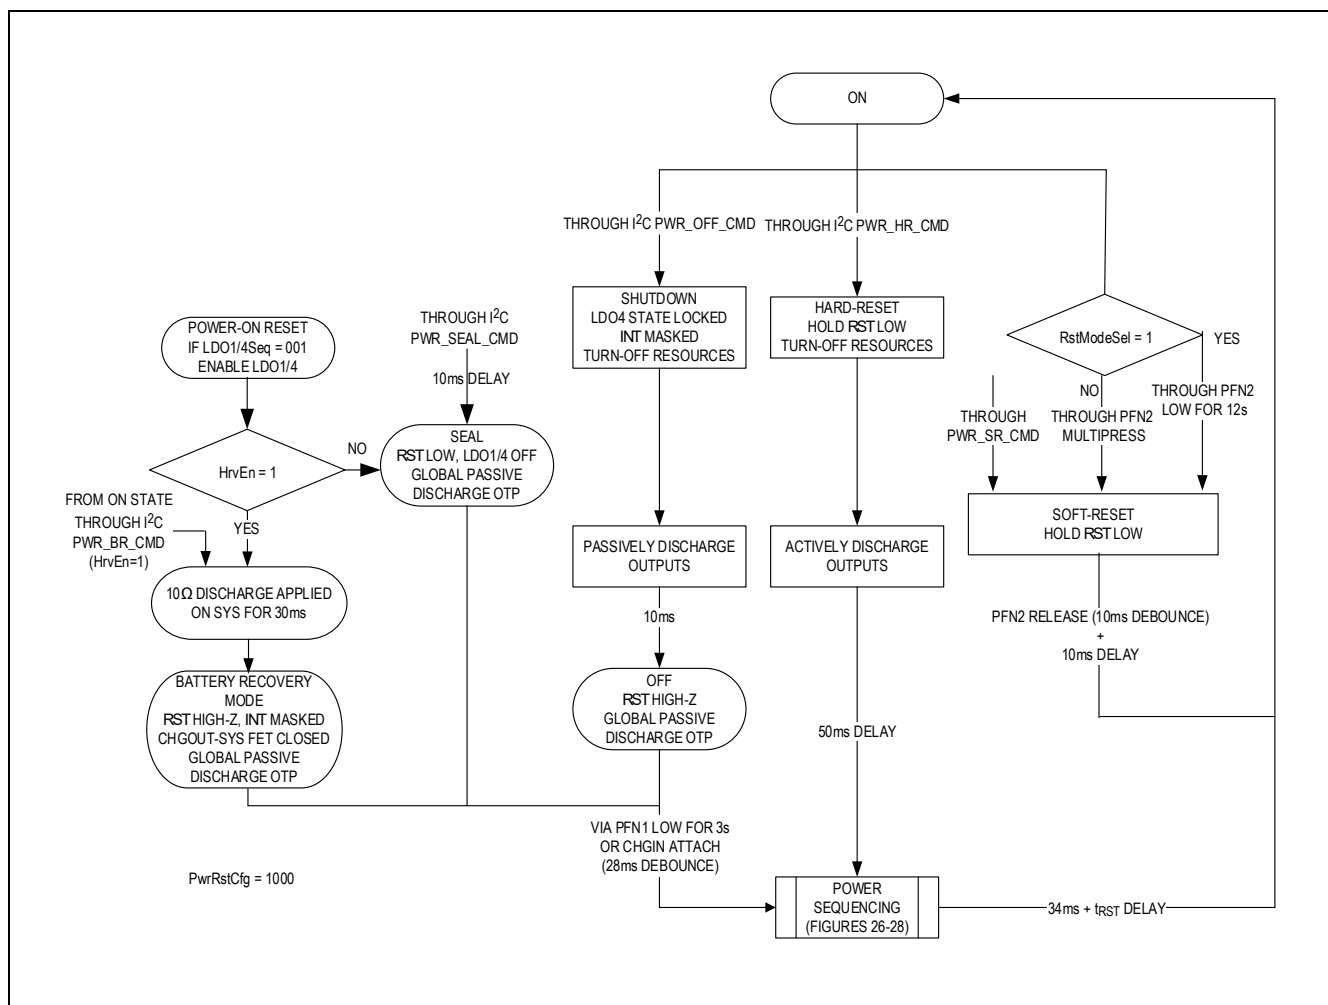 ON
THROUGH I2C PWR_OFF_CMD
THROUGH I2C PWR_HR_CMD
SHUTDOWN
LDO4 STATE LOCKED
INT MASKED
TURN-OFF RESOURCES
HARD-RESET
HOLD RST LOW
TURN-OFF RESOURCES
RstModeSel = 1
YES
NO
THROUGH
PWR_SR_CMD
THROUGH PFN2
MULTIPRESS
THROUGH PFN2
LOW FOR 12s
POWER-ON RESET
IF LDO1/4Seq = 001
ENABLE LDO1/4
THROUGH I2C
PWR_SEAL_CMD
10ms DELAY
HrvEn = 1
NO
YES
SEAL
RST LOW, LDO1/4 OFF
GLOBAL PASSIVE
DISCHARGE OTP
FROM ON STATE
THROUGH I2C
PWR_BR_CMD
(HrvEn=1)
10Ω DISCHARGE APPLIED
ON SYS FOR 30ms
BATTERY RECOVERY
MODE
RST HIGH-Z, INT MASKED
CHGOUT-SYS FET CLOSED
GLOBAL PASSIVE
DISCHARGE OTP
PASSIVELY DISCHARGE
OUTPUTS
10ms
OFF
RST HIGH-Z
GLOBAL PASSIVE
DISCHARGE OTP
ACTIVELY DISCHARGE
OUTPUTS
50ms DELAY
SOFT-RESET
HOLD RST LOW
PFN2 RELEASE (10ms DEBOUNCE)
+
10ms DELAY
VIA PFN1 LOW FOR 3s
OR CHGIN ATTACH
(28ms DEBOUNCE)
POWER
SEQUENCING
(FIGURES 26-28)
34ms + tRST DELAY
PwrRstCfg = 1000